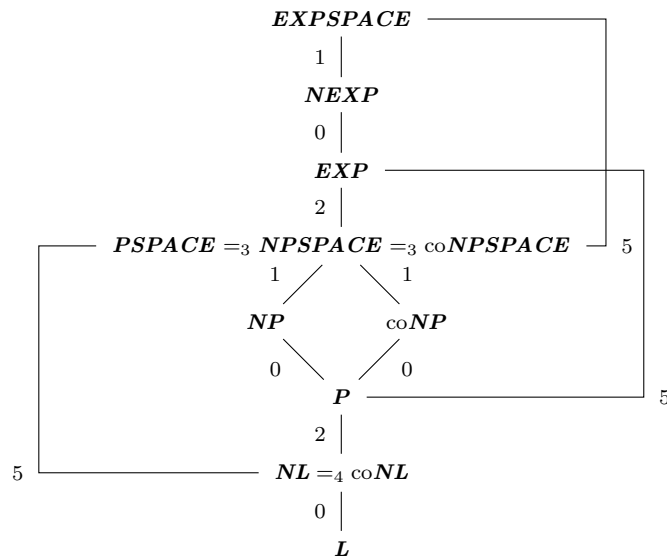 EXPSPACE
1
NEXP
0
EXP
2
PSPACE =₃ NPSPACE =₃ coNPSPACE 5
1 1
NP coNP
0 0
P 5
2
5 NL =₄ coNL
0
L